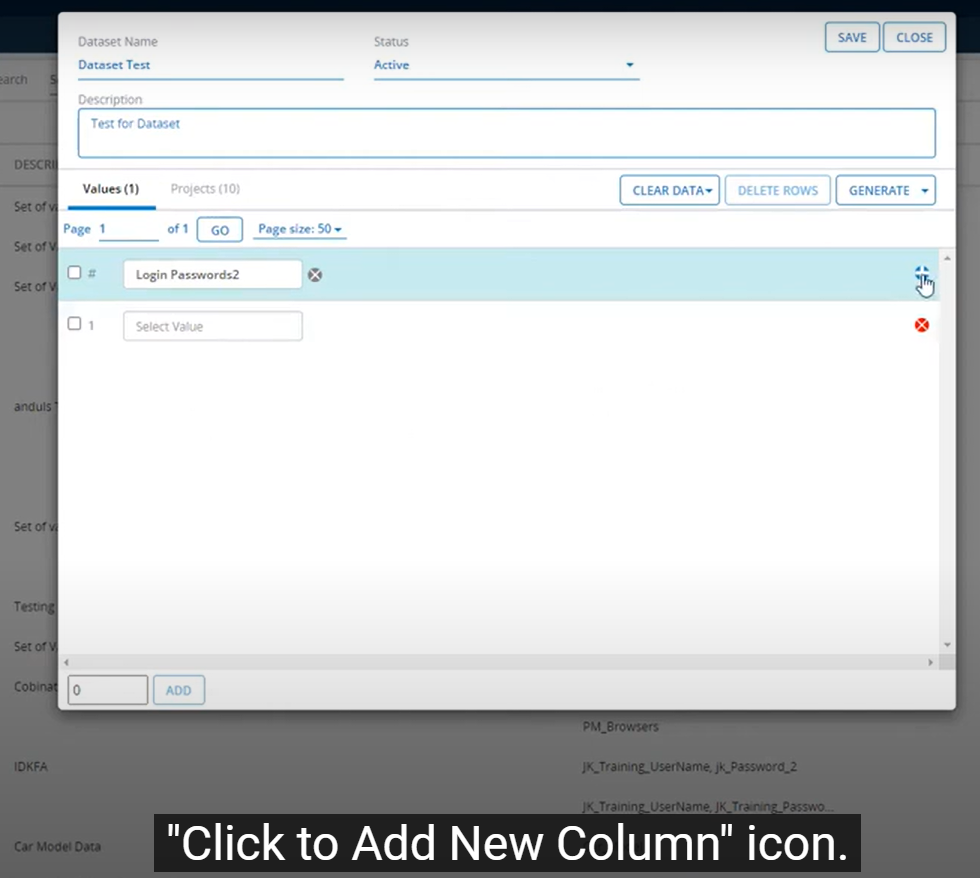 Dataset Name
Status
SAVE
CLOSE
Dataset Test
Active
earch
Description
Test for Dataset
DESCRI
Values (1)
Projects (10)
CLEAR DATA
DELETE ROWS
GENERATE
Set of
Page 1 of 1
GO
Page size: 50
Set of V
# Login Passwords2
Set of V
1 Select Value
anduls
Set of
Testing
Set of V
Cobinat
0
ADD
PM_Browsers
IDKFA
JK_Training_UserName, jk_Password_2
JK_Training_UserName, JK_Training_Passwo...
Car Model Data
"Click to Add New Column" icon.